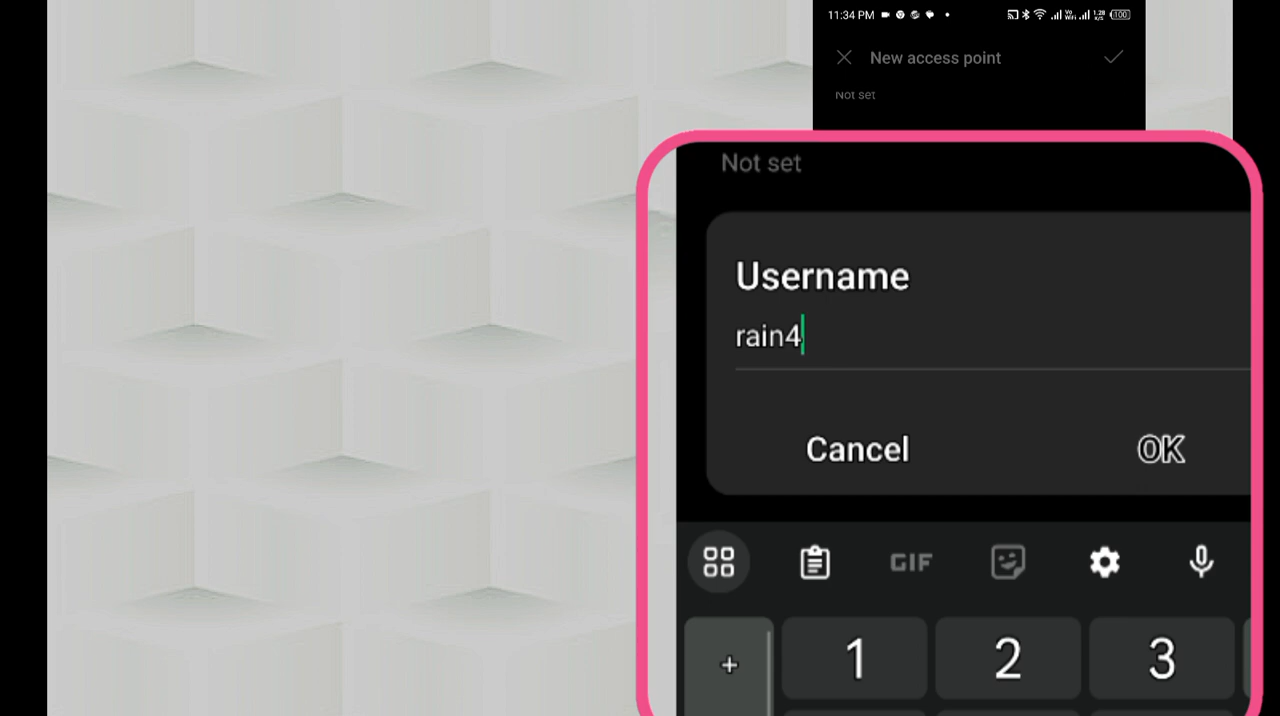 11:34 PM
New access point
Not set
Not set
Username
rain4
Cancel
OK
GIF
+
1
2
3